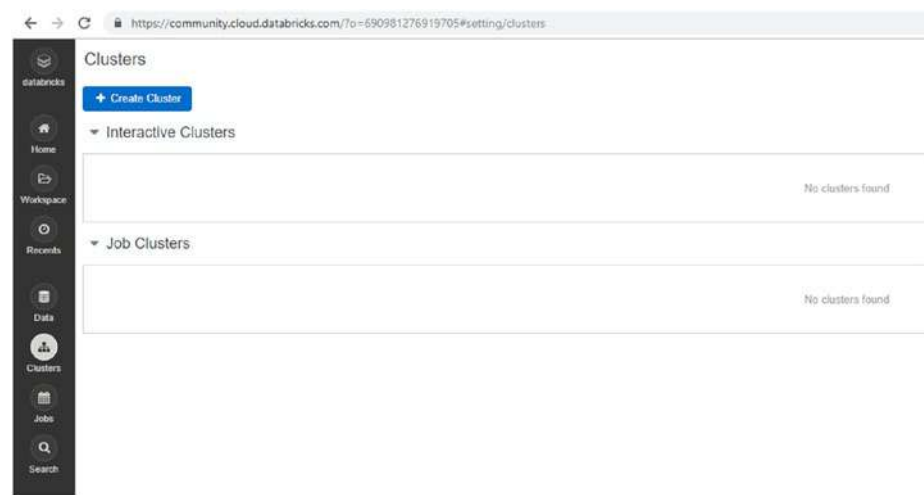 https://community.cloud.databricks.com/?o=690981276919705#setting/clusters
databricks
Home
Workspace
Recents
Data
Clusters
Jobs
Search
Clusters
+ Create Cluster
Interactive Clusters
No clusters found
Job Clusters
No clusters found